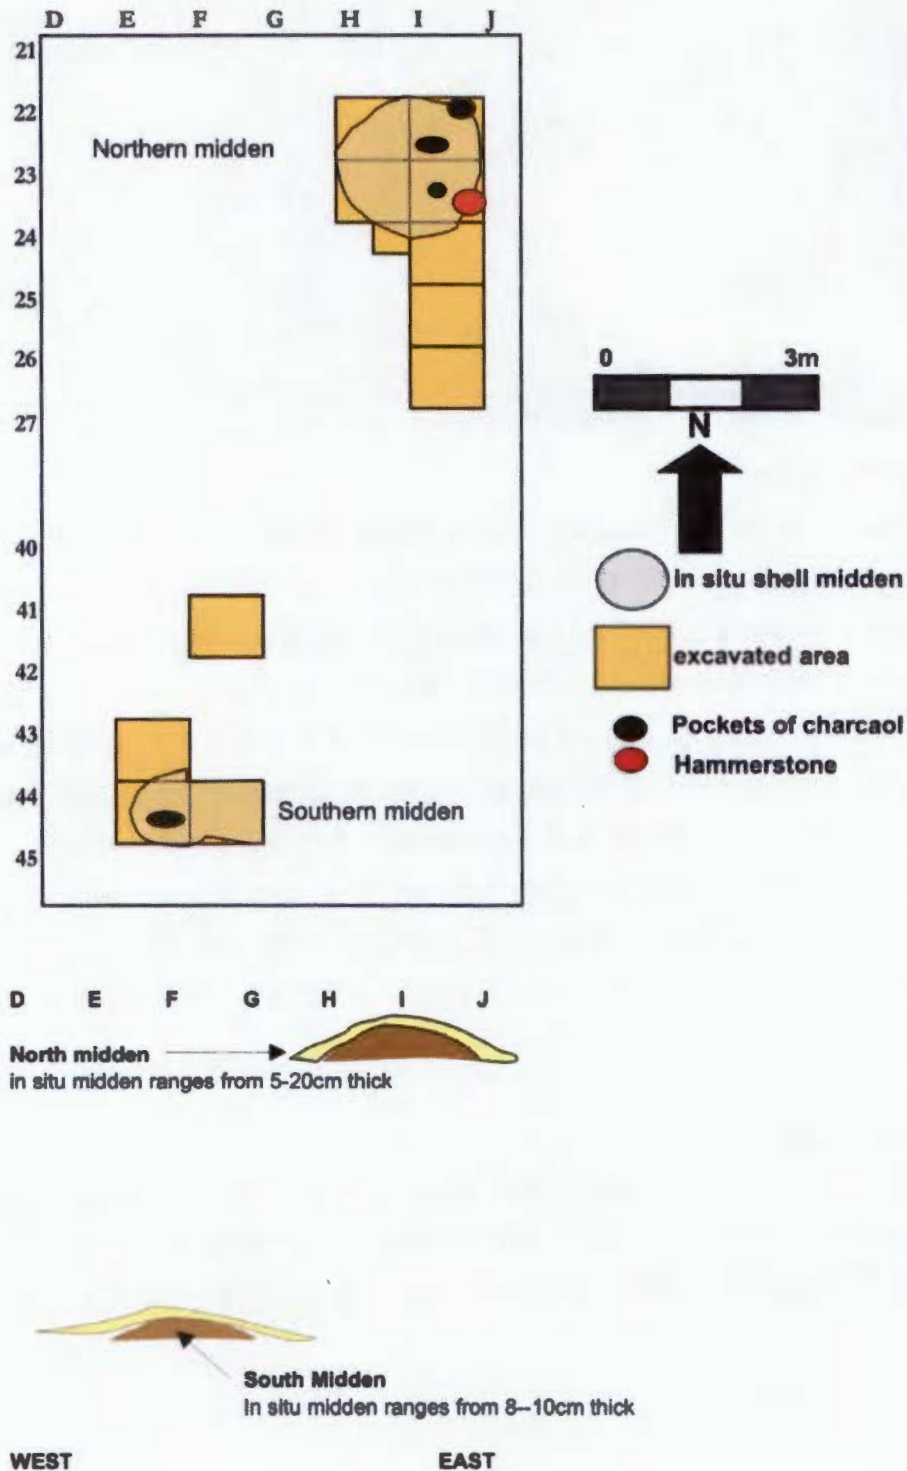 D E F G H I J
21
22
Northern midden
23
24
25
26
27
0 3m
N
40
in situ shell midden
41
excavated area
42
43
Pockets of charcaol
Hammerstone
44
Southern midden
45
D E F G H I J
North midden
in situ midden ranges from 5-20cm thick
South Midden
In situ midden ranges from 8--10cm thick
WEST EAST